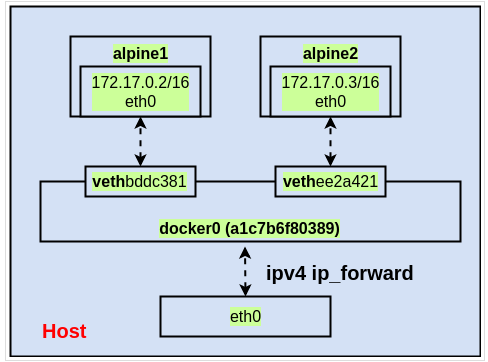 alpine1
172.17.0.2/16
eth0
alpine2
172.17.0.3/16
eth0
vethbddc381
vethee2a421
docker0 (a1c7b6f80389)
ipv4 ip_forward
eth0
Host